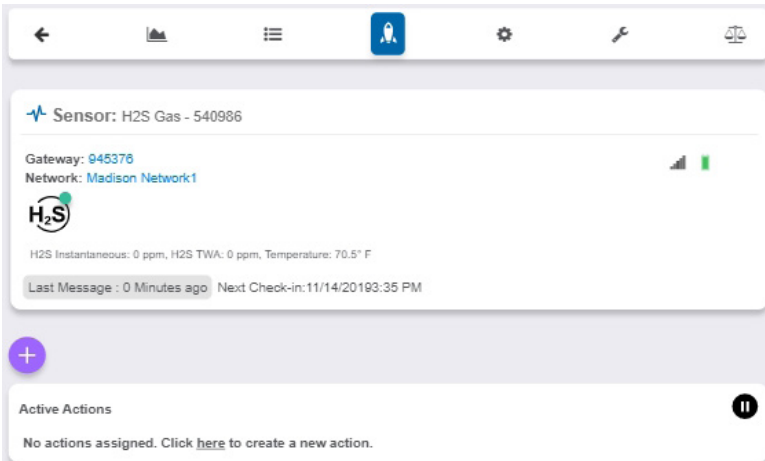 Sensor: H2S Gas - 540986
Gateway: 945376
Network: Madison Network1
H₂S
H2S Instantaneous: 0 ppm, H2S TWA: 0 ppm, Temperature: 70.5° F
Last Message : 0 Minutes ago Next Check-in:11/14/20193:35 PM
Active Actions
No actions assigned. Click here to create a new action.